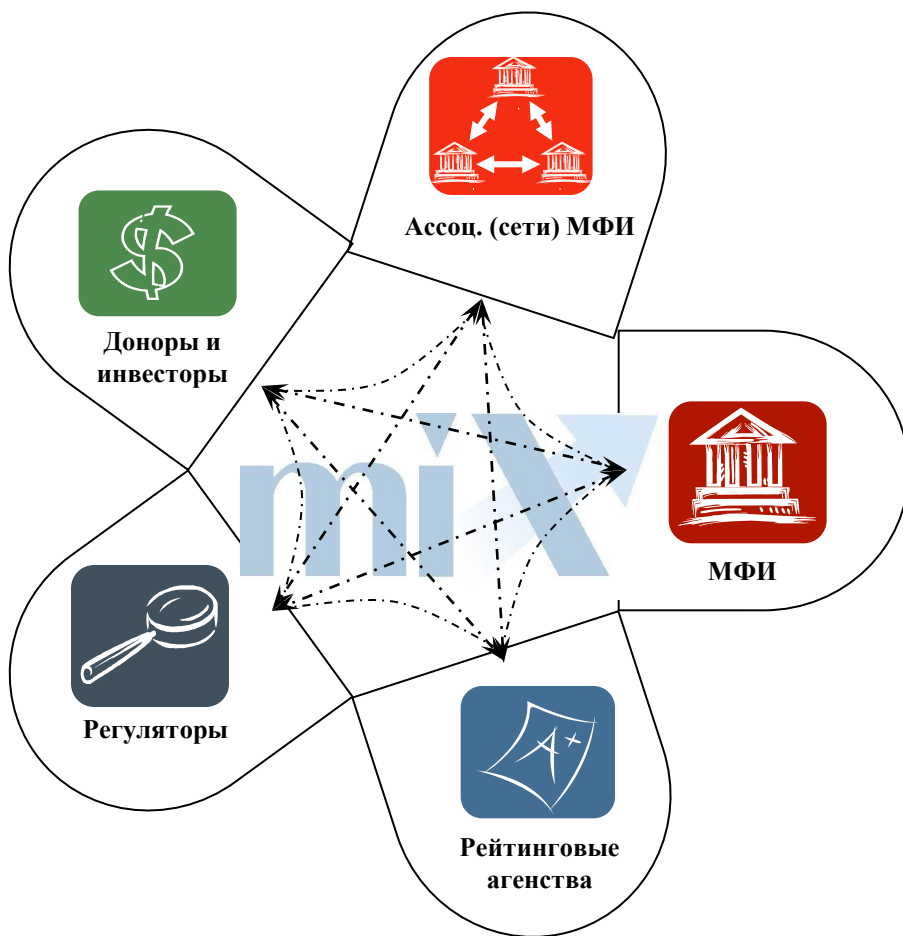 Ассоц. (сети) МФИ
Доноры и
инвесторы
miX
МФИ
Регуляторы
A+
Рейтинговые
агенства